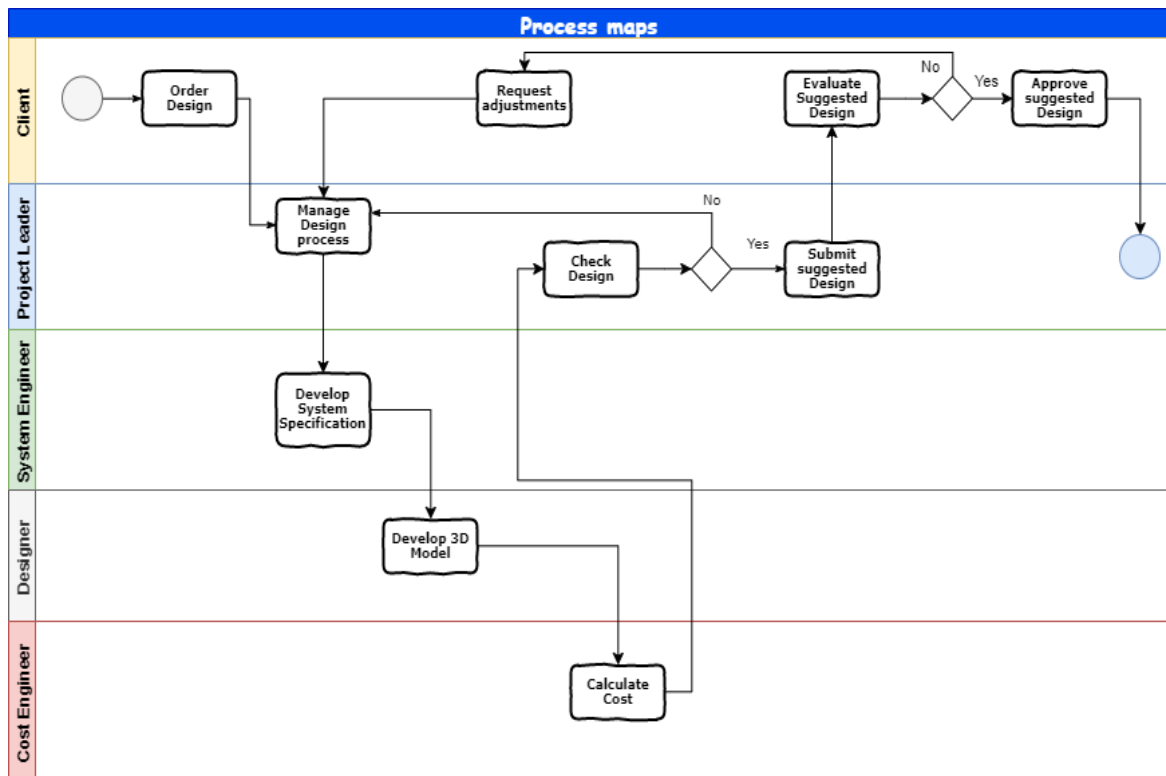 Process maps
Client
Order
Design
Request
adjustments
Evaluate
Suggested
Design
No
Yes
Approve
suggested
Design
Project Leader
Manage
Design
process
Check
Design
No
Yes
Submit
suggested
Design
System Engineer
Develop
System
Specification
Designer
Develop 3D
Model
Cost Engineer
Calculate
Cost